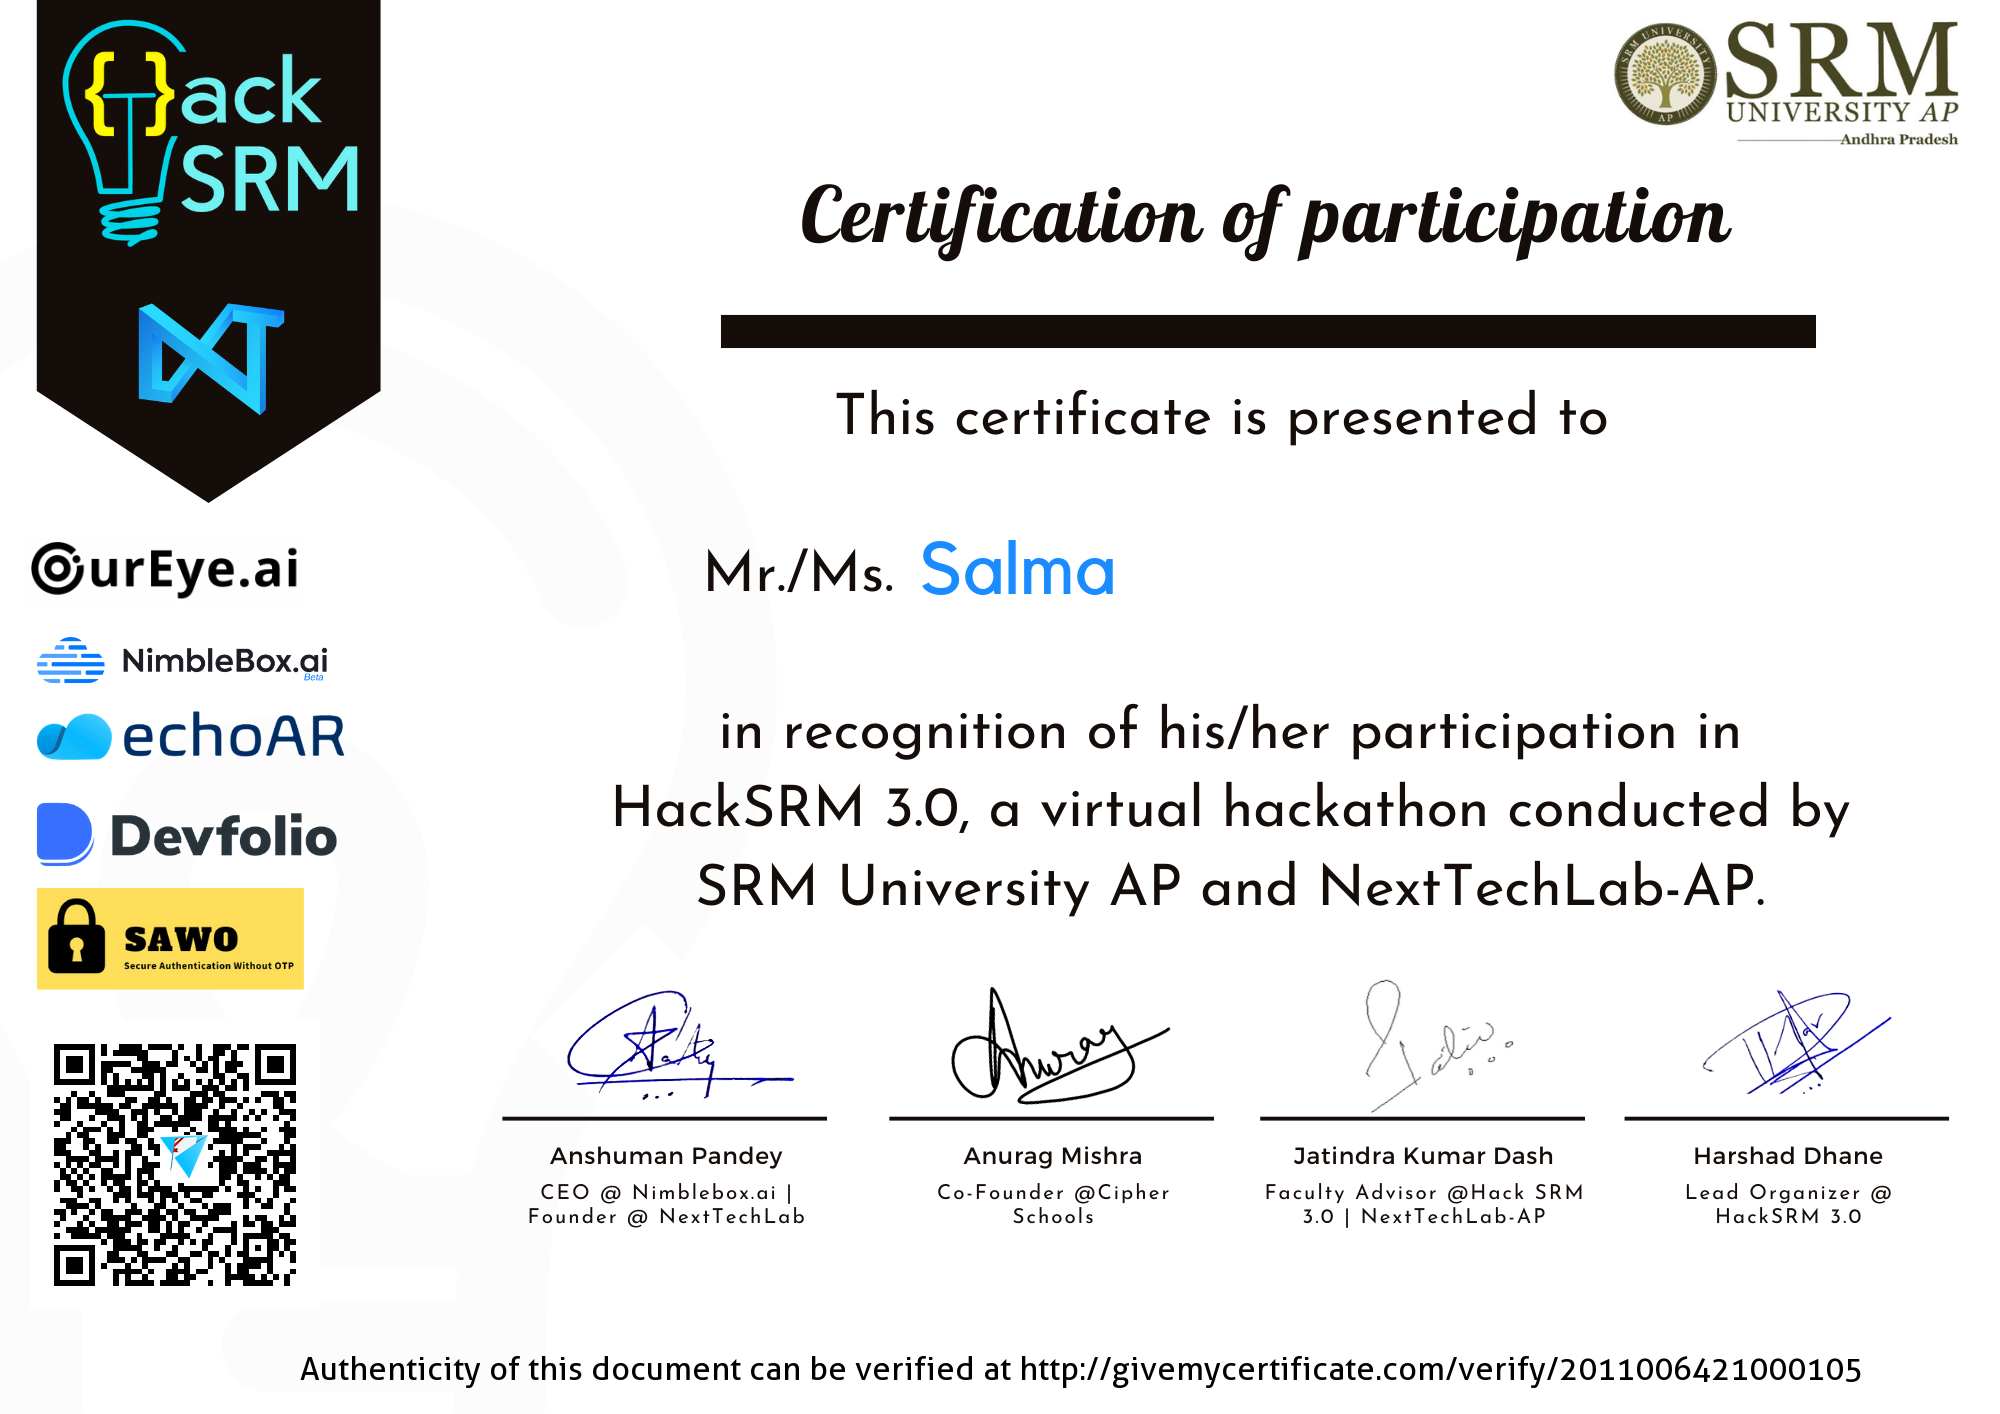 {H}ack
SRM
SRM UNIVERSITY
AP
SRM
UNIVERSITY AP
Andhra Pradesh
Certification of participation
This certificate is presented to
Mr./Ms. Salma
in recognition of his/her participation in
HackSRM 3.0, a virtual hackathon conducted by
SRM University AP and NextTechLab-AP.
OurEye.ai
NimbleBox.ai
Beta
echoAR
Devfolio
SAWO
Secure Authentication Without OTP
Anshuman Pandey
CEO @ Nimblebox.ai |
Founder @ NextTechLab
Anurag
Anurag Mishra
Co-Founder @Cipher
Schools
Jatindra Kumar Dash
Faculty Advisor @Hack SRM
3.0 | NextTechLab-AP
Harshad Dhane
Lead Organizer @
HackSRM 3.0
Authenticity of this document can be verified at http://givemycertificate.com/verify/2011006421000105